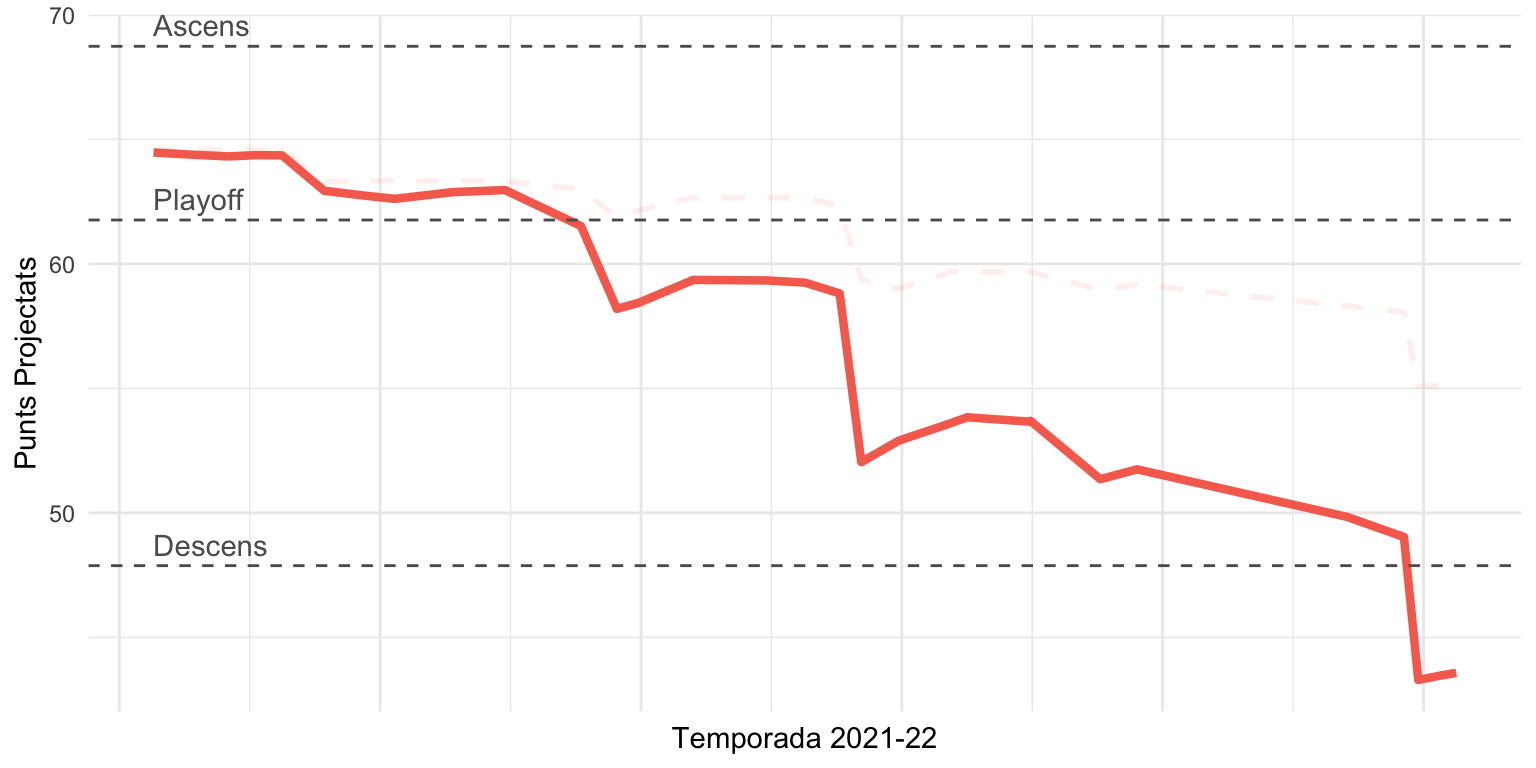 70
Ascens
Playoff
60
Punts Projectats
50
Descens
Temporada 2021-22